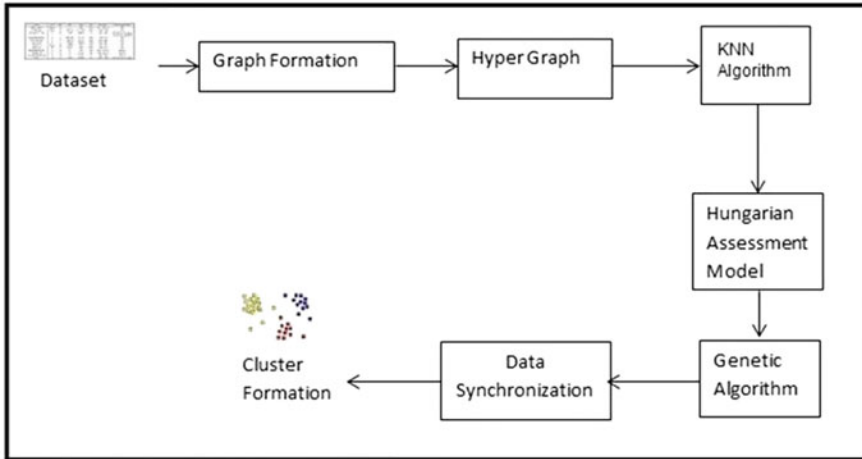 Dataset
Graph Formation
Hyper Graph
KNN
Algorithm
Hungarian
Assessment
Model
Genetic
Algorithm
Data
Synchronization
Cluster
Formation